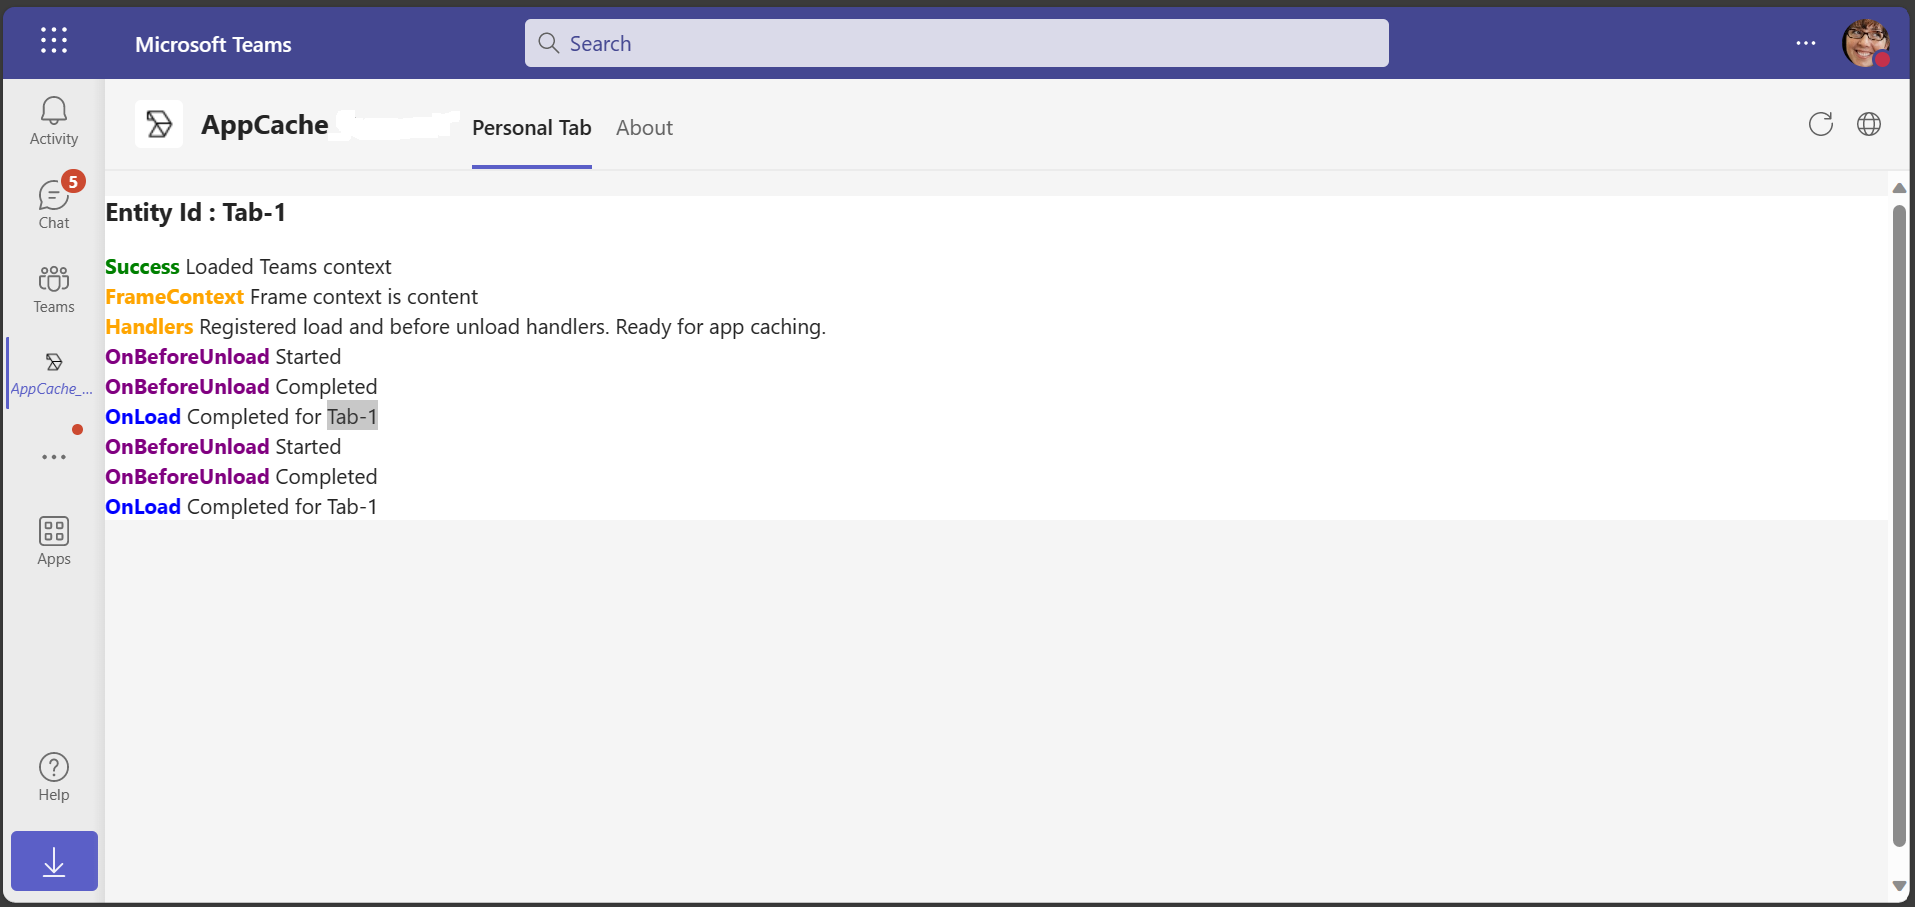 Microsoft Teams
Search
Activity
5
Chat
Teams
AppCache_...
Apps
Help
AppCache
Personal Tab
About
Entity Id : Tab-1
Success Loaded Teams context
FrameContext Frame context is content
Handlers Registered load and before unload handlers. Ready for app caching.
OnBeforeUnload Started
OnBeforeUnload Completed
OnLoad Completed for Tab-1
OnBeforeUnload Started
OnBeforeUnload Completed
OnLoad Completed for Tab-1